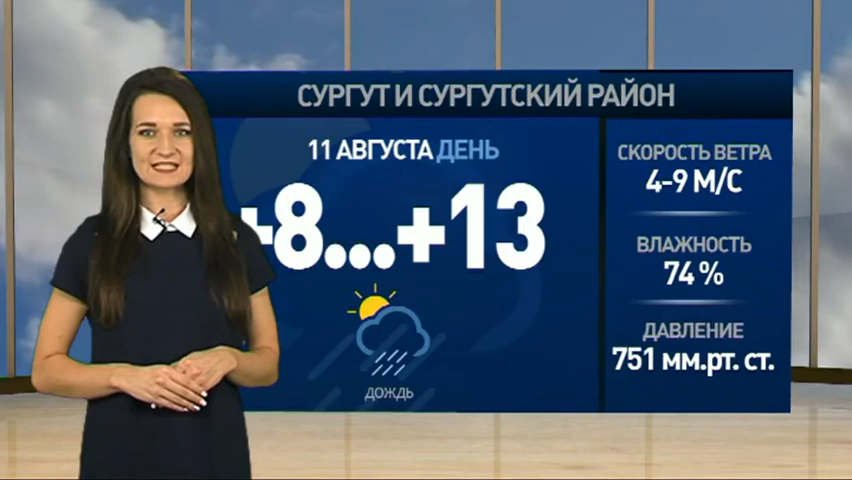 СУРГУТ И СУРГУТСКИЙ РАЙОН
11 АВГУСТА ДЕНЬ
+8...+13
ДОЖДЬ
СКОРОСТЬ ВЕТРА
4-9 М/С
ВЛАЖНОСТЬ
74 %
ДАВЛЕНИЕ
751 мм.рт. ст.